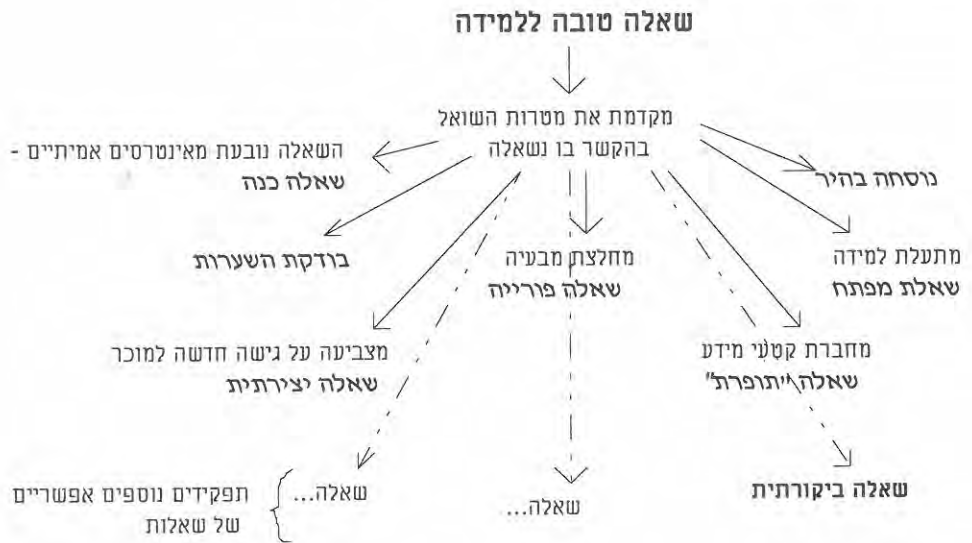 שאלה טובה ללמידה
מקדמת את מטרות השואל
בהקשר בו נשאלה
השאלה נובעת מאינטרסים אמיתיים -
שאלה כנה
נוסחה בהיר
בודקת השערות
מחלצת מבעיה
שאלה פורייה
מתעלת למידה
שאלת מפתח
מצביעה על גישה חדשה למוכר
שאלה יצירתית
מחברת קטעי מידע
שאלה "תופרת"
תפקידים נוספים אפשריים
של שאלות
שאלה...
שאלה...
שאלה ביקורתית